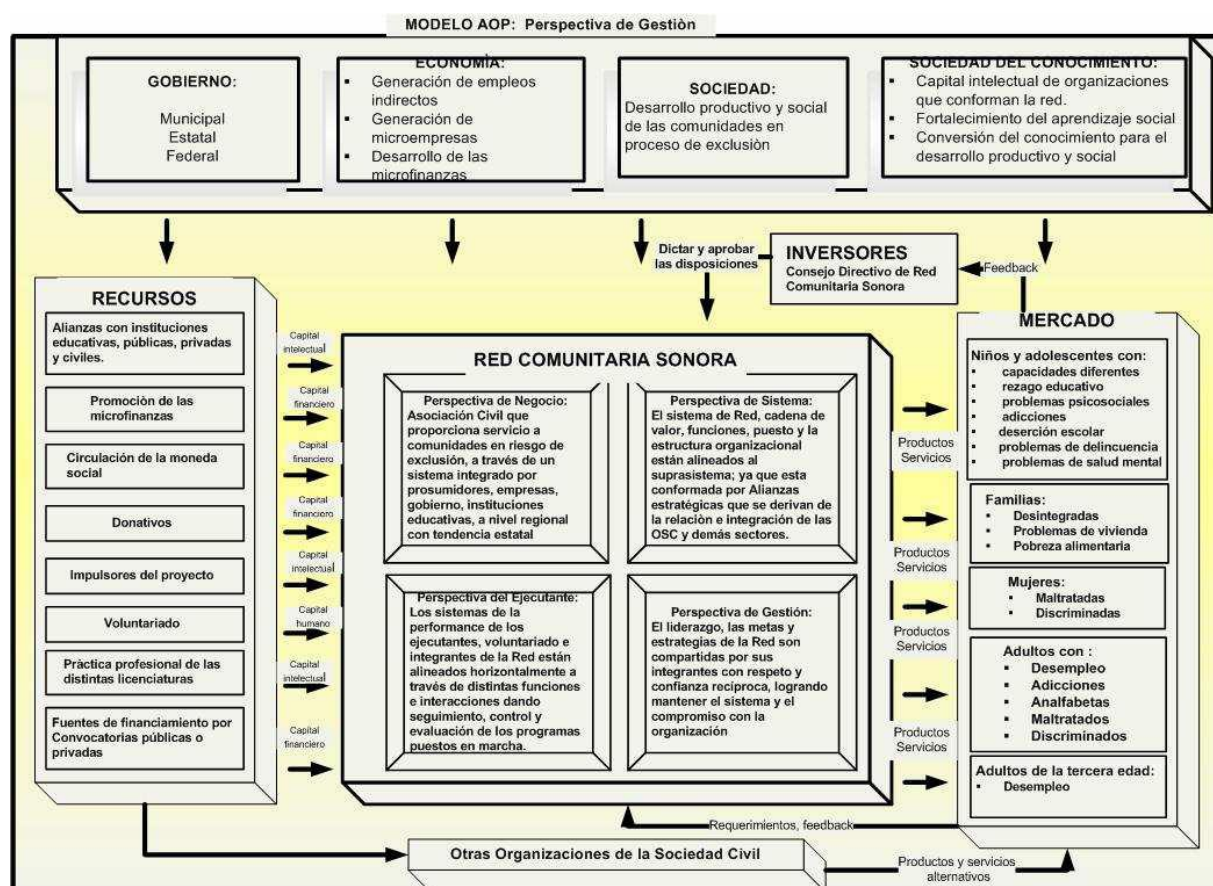 MODELO AOP:  Perspectiva de Gestiòn
GOBIERNO:
Municipal
Estatal
Federal
ECONOMÌA:
▪ Generación de empleos
indirectos
▪ Generación de
microempresas
▪ Desarrollo de las
microfinanzas
SOCIEDAD:
Desarrollo productivo y social
de las comunidades en
proceso de exclusiòn
SOCIEDAD DEL CONOCIMIENTO:
▪ Capital intelectual de organizaciones
que conforman la red.
▪ Fortalecimiento del aprendizaje social
▪ Conversión del conocimiento para el
desarrollo productivo y social
Dictar y aprobar
las disposiciones
INVERSORES
Consejo Directivo de Red
Comunitaria Sonora
Feedback
RECURSOS
Alianzas con instituciones
educativas, públicas, privadas
y civiles.
Promociòn de las
microfinanzas
Circulación de la moneda
social
Donativos
Impulsores del proyecto
Voluntariado
Pràctica profesional de las
distintas licenciaturas
Fuentes de financiamiento por
Convocatorias públicas o
privadas
Capital
intelectual
Capital
financiero
Capital
financiero
Capital
financiero
Capital
intelectual
Capital
humano
Capital
intelectual
Capital
financiero
RED COMUNITARIA SONORA
Perspectiva de Negocio:
Asociación Civil que
proporciona servicio a
comunidades en riesgo de
exclusión, a través de un
sistema integrado por
prosumidores, empresas,
gobierno, instituciones
educativas, a nivel regional
con tendencia estatal
Perspectiva de Sistema:
El sistema de Red, cadena de
valor, funciones, puesto y la
estructura organizacional
están alineados al
suprasistema; ya que esta
conformada por Alianzas
estratégicas que se derivan de
la relaciòn e integración de las
OSC y demás sectores.
Perspectiva del Ejecutante:
Los sistemas de la
performance de los
ejecutantes, voluntariado e
integrantes de la Red están
alineados horizontalmente a
través de distintas funciones
e interacciones dando
seguimiento, control y
evaluación de los programas
puestos en marcha.
Perspectiva de Gestión:
El liderazgo, las metas y
estrategias de la Red son
compartidas por sus
integrantes con respeto y
confianza recíproca, logrando
mantener el sistema y el
compromiso con la
organización
Productos
Servicios
Productos
Servicios
Productos
Servicios
Productos
Servicios
MERCADO
Niños y adolescentes con:
▪ capacidades diferentes
▪ rezago educativo
▪ problemas psicosociales
▪ adicciones
▪ deserción escolar
▪ problemas de delincuencia
▪ problemas de salud mental
Familias:
▪ Desintegradas
▪ Problemas de vivienda
▪ Pobreza alimentaria
Mujeres:
▪ Maltratadas
▪ Discriminadas
Adultos con :
▪ Desempleo
▪ Adicciones
▪ Analfabetas
▪ Maltratados
▪ Discriminados
Adultos de la tercera edad:
▪ Desempleo
Requerimientos, feedback
Otras Organizaciones de la Sociedad Civil
Productos y servicios
alternativos